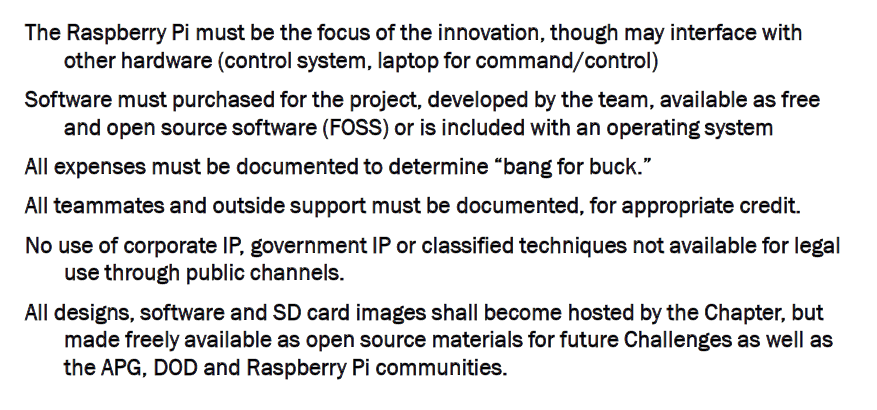 The Raspberry Pi must be the focus of the innovation, though may interface with
other hardware (control system, laptop for command/control)
Software must purchased for the project, developed by the team, available as free
and open source software (FOSS) or is included with an operating system
All expenses must be documented to determine “bang for buck.”
All teammates and outside support must be documented, for appropriate credit.
No use of corporate IP, government IP or classified techniques not available for legal
use through public channels.
All designs, software and SD card images shall become hosted by the Chapter, but
made freely available as open source materials for future Challenges as well as
the APG, DOD and Raspberry Pi communities.